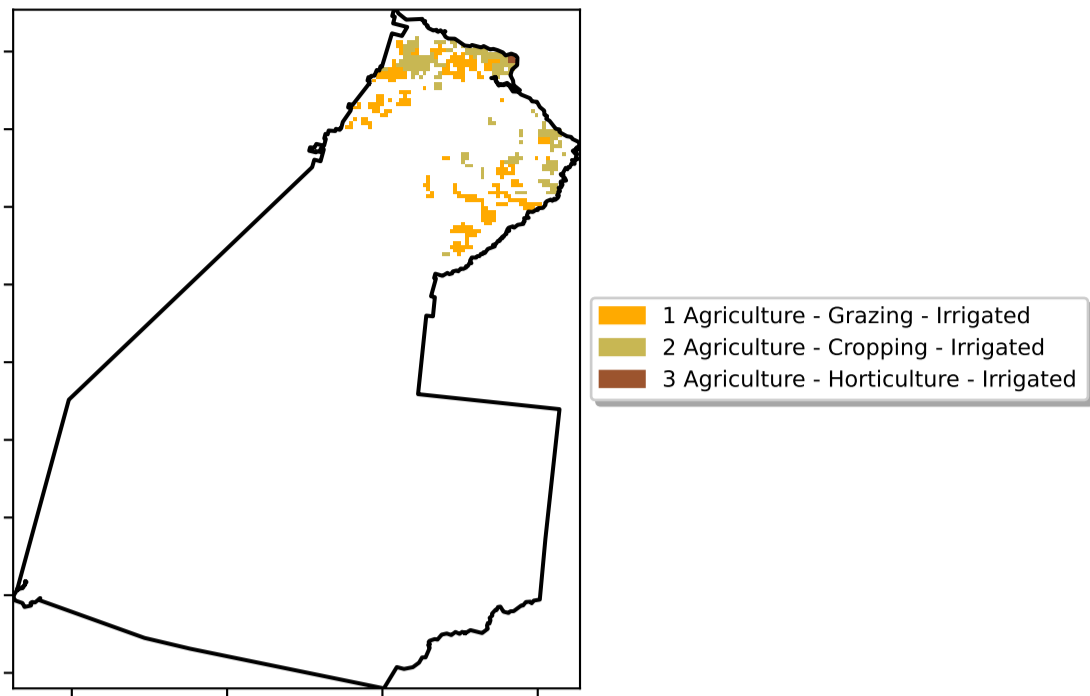 1 Agriculture - Grazing - Irrigated
2 Agriculture - Cropping - Irrigated
3 Agriculture - Horticulture - Irrigated